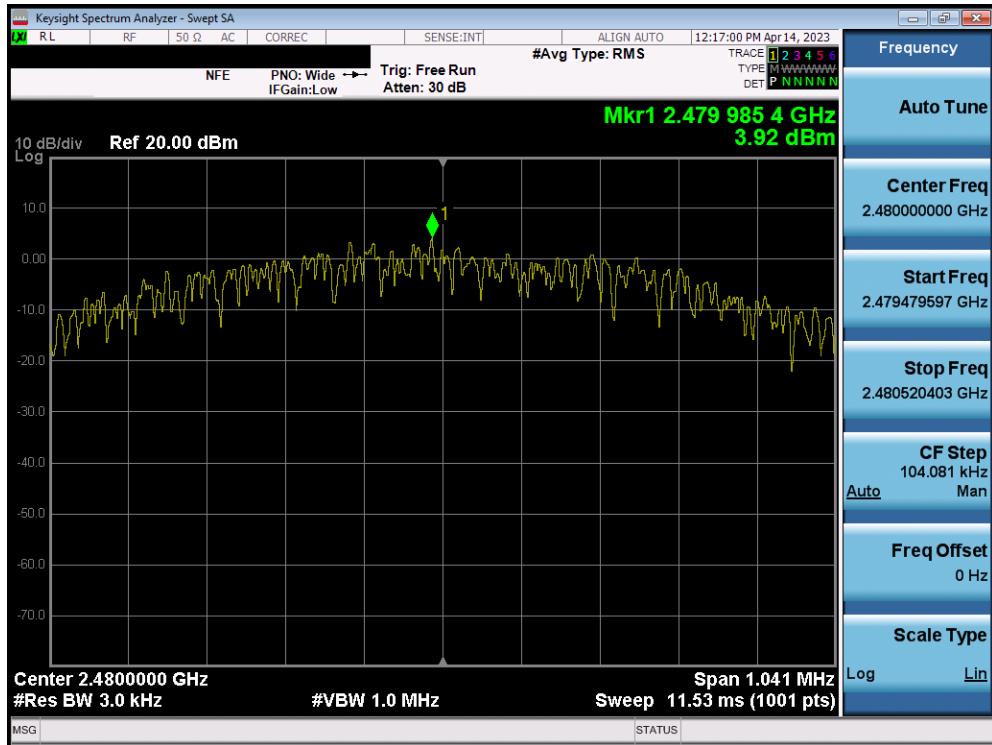 Keysight Spectrum Analyzer - Swept SA
LXI RL RF 50 Ω AC CORREC SENSE:INT ALIGN AUTO 12:17:00 PM Apr 14, 2023
NFE PNO: Wide Trig: Free Run #Avg Type: RMS TRACE 1 2 3 4 5 6
IFGain:Low Atten: 30 dB TYPE M WWWWW
DET P N N N N N
Mkr1 2.479 985 4 GHz
3.92 dBm
10 dB/div Ref 20.00 dBm
Log
10.0
1
0.00
-10.0
-20.0
-30.0
-40.0
-50.0
-60.0
-70.0
Center 2.4800000 GHz Span 1.041 MHz
#Res BW 3.0 kHz #VBW 1.0 MHz Sweep 11.53 ms (1001 pts)
MSG STATUS
Frequency
Auto Tune
Center Freq
2.480000000 GHz
Start Freq
2.479479597 GHz
Stop Freq
2.480520403 GHz
CF Step
104.081 kHz
Auto Man
Freq Offset
0 Hz
Scale Type
Log Lin